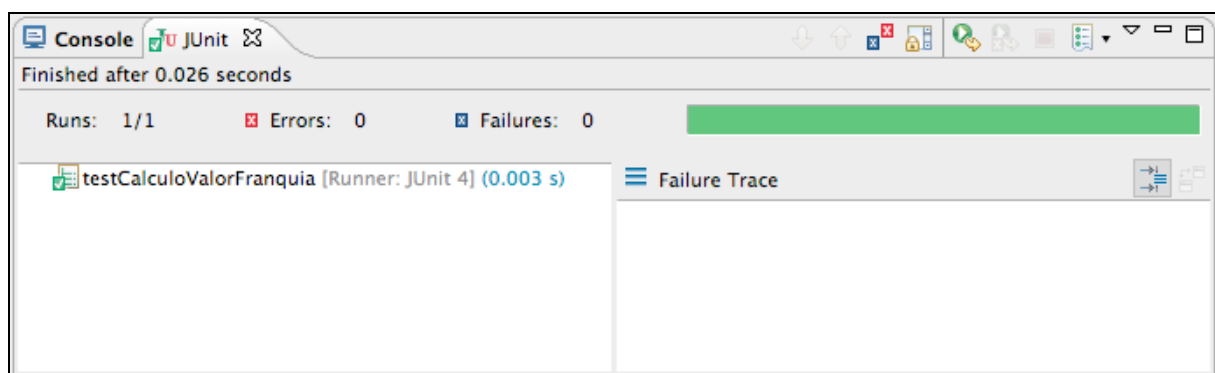 Console JUnit
Finished after 0.026 seconds
Runs: 1/1 Errors: 0 Failures: 0
testCalculoValorFranquia [Runner: JUnit 4] (0.003 s)
Failure Trace